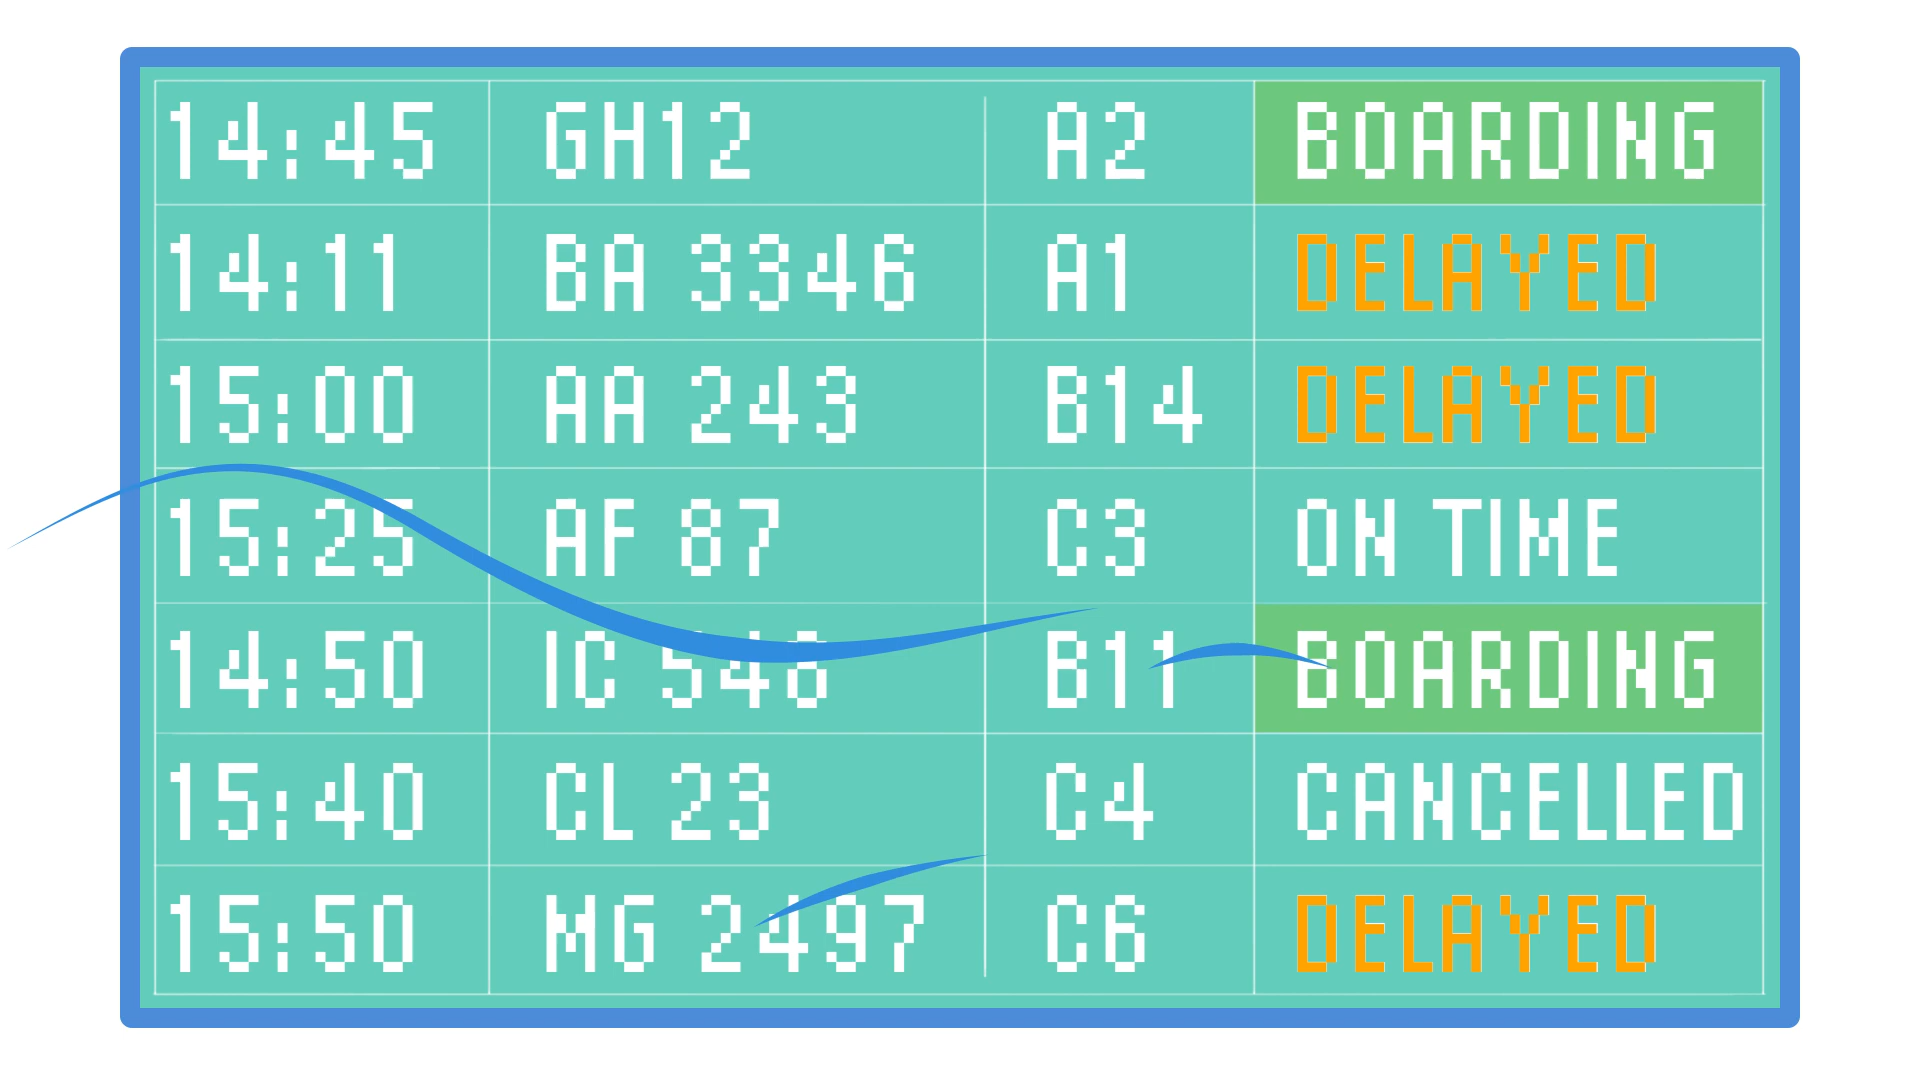 14:45 GH12 A2 BOARDING
14:11 BA 3346 A1 DELAYED
15:00 AA 243 B14 DELAYED
15:25 AF 87 C3 ON TIME
14:50 IC 548 B11 BOARDING
15:40 CL 23 C4 CANCELLED
15:50 MG 2497 C6 DELAYED